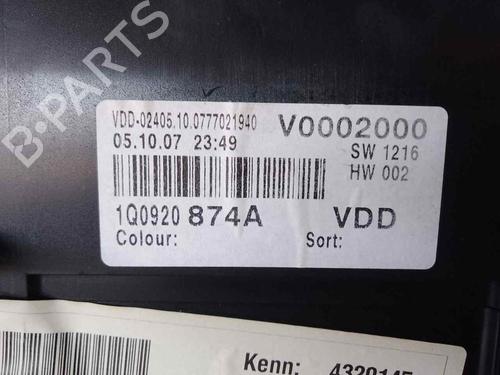 VDD-02405.10.0777021940
V0002000
05.10.07 23:49
SW 1216
HW 002
1Q0920 874A VDD
Colour: Sort:
B-PARTS
Kenn: